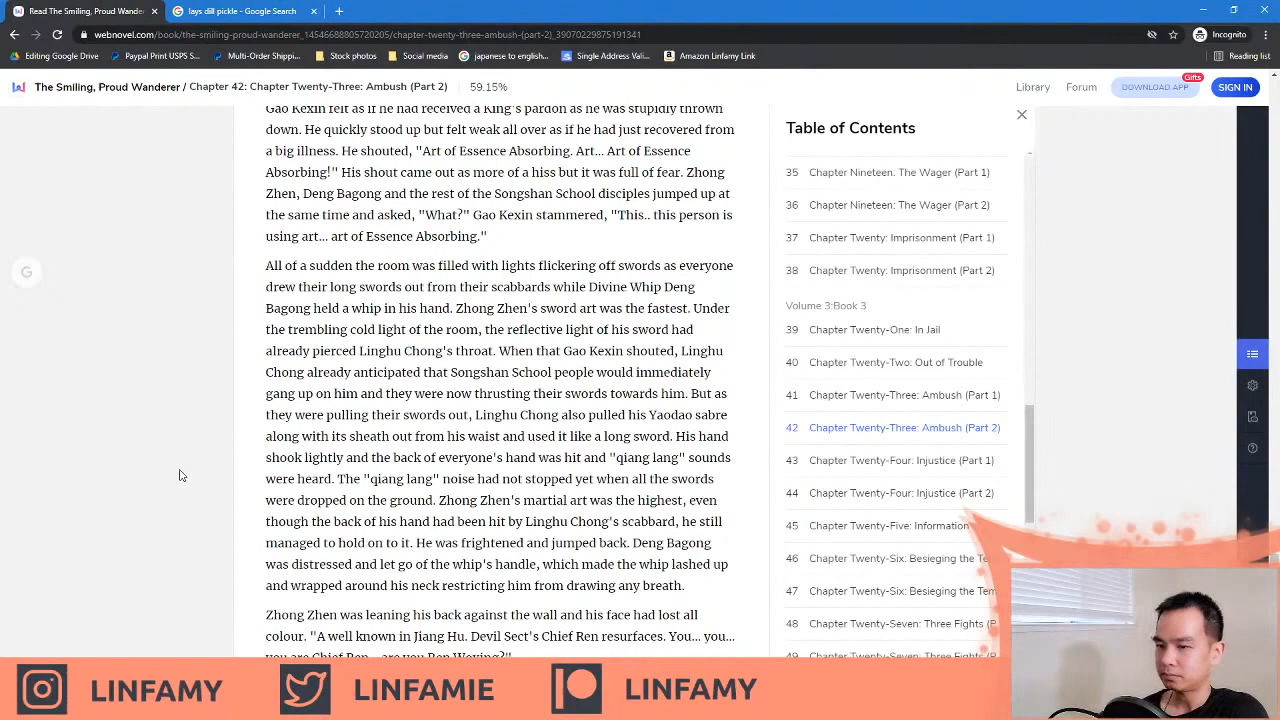 Read The Smiling, Proud Wander
lays dill pickle - Google Search
webnovel.com/book/the-smiling-proud-wanderer_14546688805720205/chapter-twenty-three-ambush-(part-2)_39070229875191341
Incognito
Editing Google Drive
Paypal Print USPS S...
Multi-Order Shippi...
Stock photos
Social media
japanese to english...
Single Address Vali...
Amazon Linfamy Link
Reading list
The Smiling, Proud Wanderer / Chapter 42: Chapter Twenty-Three: Ambush (Part 2)
59.15%
Library
Forum
DOWNLOAD APP
Gifts
SIGN IN
Gao Kexin felt as if he had received a King's pardon as he was stupidly thrown
down. He quickly stood up but felt weak all over as if he had just recovered from
a big illness. He shouted, "Art of Essence Absorbing. Art... Art of Essence
Absorbing!" His shout came out as more of a hiss but it was full of fear. Zhong
Zhen, Deng Bagong and the rest of the Songshan School disciples jumped up at
the same time and asked, "What?" Gao Kexin stammered, "This.. this person is
using art... art of Essence Absorbing."
All of a sudden the room was filled with lights flickering off swords as everyone
drew their long swords out from their scabbards while Divine Whip Deng
Bagong held a whip in his hand. Zhong Zhen's sword art was the fastest. Under
the trembling cold light of the room, the reflective light of his sword had
already pierced Linghu Chong's throat. When that Gao Kexin shouted, Linghu
Chong already anticipated that Songshan School people would immediately
gang up on him and they were now thrusting their swords towards him. But as
they were pulling their swords out, Linghu Chong also pulled his Yaodao sabre
along with its sheath out from his waist and used it like a long sword. His hand
shook lightly and the back of everyone's hand was hit and "qiang lang" sounds
were heard. The "qiang lang" noise had not stopped yet when all the swords
were dropped on the ground. Zhong Zhen's martial art was the highest, even
though the back of his hand had been hit by Linghu Chong's scabbard, he still
managed to hold on to it. He was frightened and jumped back. Deng Bagong
was distressed and let go of the whip's handle, which made the whip lashed up
and wrapped around his neck restricting him from drawing any breath.
Zhong Zhen was leaning his back against the wall and his face had lost all
colour. "A well known in Jiang Hu. Devil Sect's Chief Ren resurfaces. You... you...
you are Chief Ren... are you Ren Woxing?"
Table of Contents
35 Chapter Nineteen: The Wager (Part 1)
36 Chapter Nineteen: The Wager (Part 2)
37 Chapter Twenty: Imprisonment (Part 1)
38 Chapter Twenty: Imprisonment (Part 2)
Volume 3:Book 3
39 Chapter Twenty-One: In Jail
40 Chapter Twenty-Two: Out of Trouble
41 Chapter Twenty-Three: Ambush (Part 1)
42 Chapter Twenty-Three: Ambush (Part 2)
43 Chapter Twenty-Four: Injustice (Part 1)
44 Chapter Twenty-Four: Injustice (Part 2)
45 Chapter Twenty-Five: Information
46 Chapter Twenty-Six: Besieging the Te
47 Chapter Twenty-Six: Besieging the Tem
48 Chapter Twenty-Seven: Three Fights (P
49 Chapter Twenty-Seven: Three Fights (P
G
LINFAMY
LINFAMIE
LINFAMY